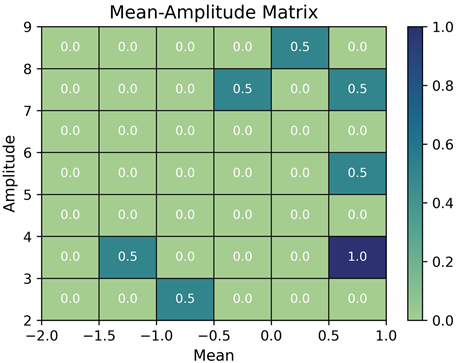 Mean-Amplitude Matrix
9
0.0 0.0 0.0 0.0 0.5 0.0
8
0.0 0.0 0.0 0.5 0.0 0.5
7
0.0 0.0 0.0 0.0 0.0 0.0
6
0.0 0.0 0.0 0.0 0.0 0.5
5
0.0 0.0 0.0 0.0 0.0 0.0
4
0.0 0.5 0.0 0.0 0.0 1.0
3
0.0 0.0 0.5 0.0 0.0 0.0
2
Amplitude
−2.0 −1.5 −1.0 −0.5 0.0 0.5 1.0
Mean
1.0
0.8
0.6
0.4
0.2
0.0